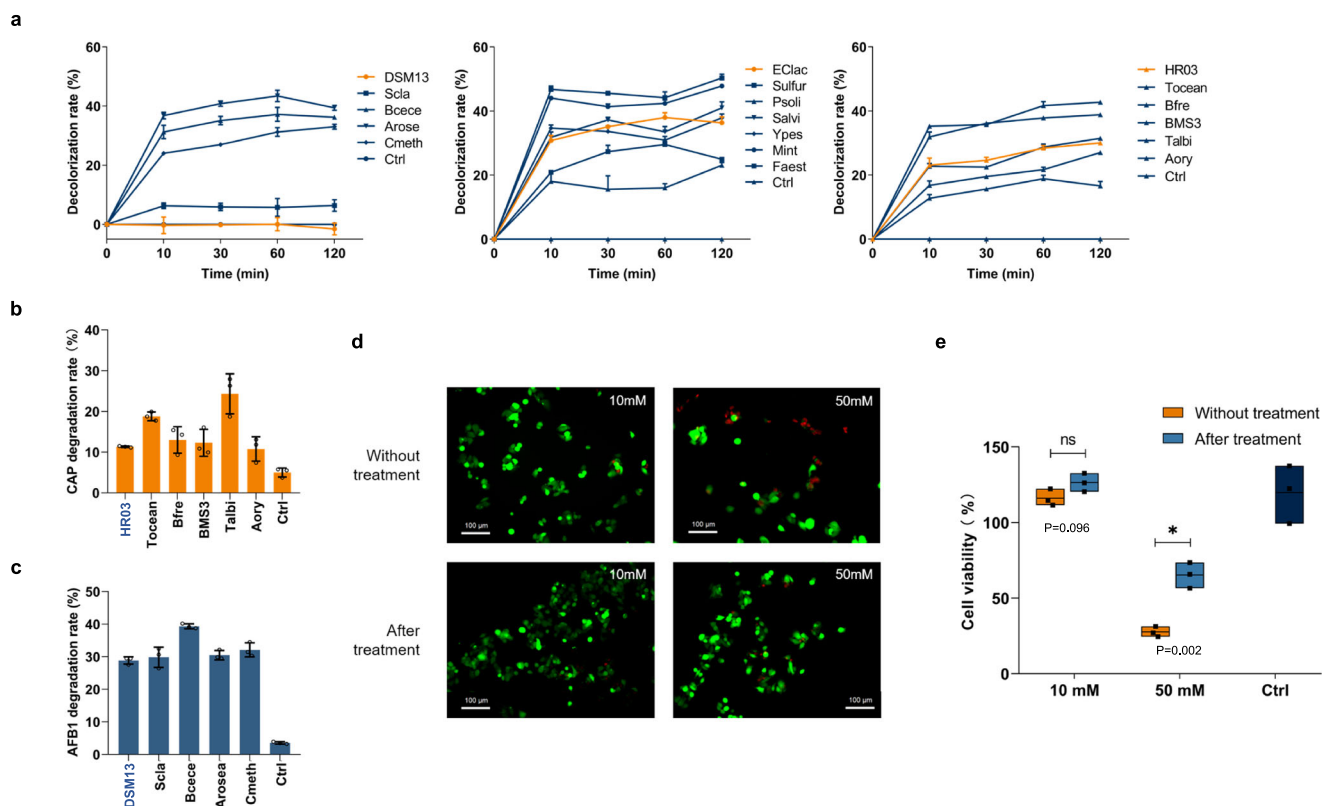 a
60
40
20
0
Decolorization rate (%)
0
10
30
60
120
Time (min)
DSM13
Scla
Bcece
Arose
Cmeth
Ctrl
60
40
20
0
Decolorization rate (%)
0
10
30
60
120
Time (min)
EClac
Sulfur
Psoli
Salvi
Ypes
Mint
Faest
Ctrl
60
40
20
0
Decolorization rate (%)
0
10
30
60
120
Time (min)
HR03
Tocean
Bfre
BMS3
Talbi
Aory
Ctrl
b
40
30
20
10
0
CAP degradation rate (%)
HR03
Tocean
Bfre
BMS3
Talbi
Aory
Ctrl
c
50
40
30
20
10
0
AFB1 degradation rate (%)
DSM13
Scla
Bcece
Arosea
Cmeth
Ctrl
d
Without
treatment
10mM
100 μm
50mM
100 μm
After
treatment
10mM
100 μm
50mM
100 μm
e
Without treatment
After treatment
150
100
50
0
Cell viability ( %)
ns
P=0.096
*
P=0.002
10 mM
50 mM
Ctrl